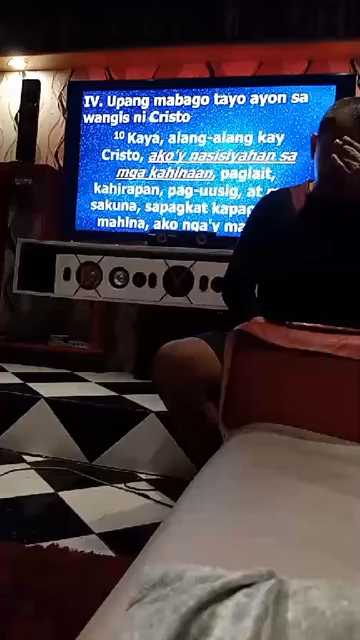 IV. Upang mabago tayo ayon sa
wangis ni Cristo
10 Kaya, alang-alang kay
Cristo, ako'y nasisiyahan sa
mga kahinaan, paglait,
kahirapan, pag-uusig, at
sakuna, sapagkat
mahina, ako nga'y